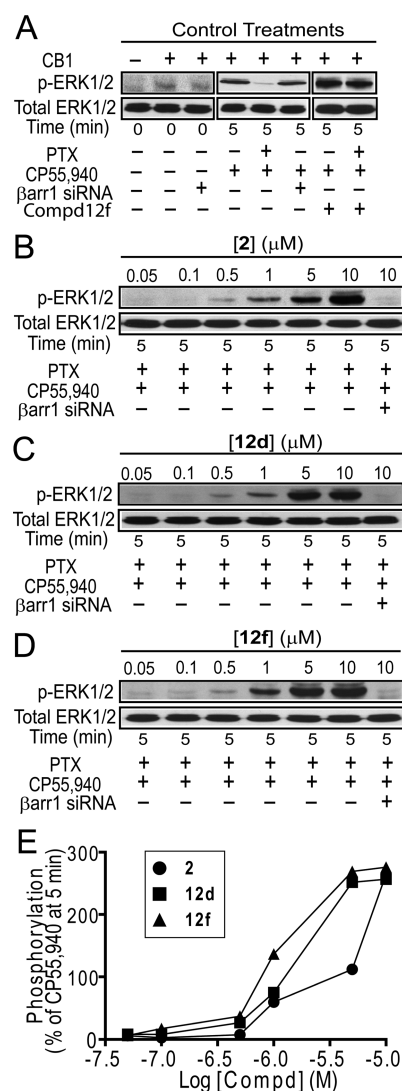 A
Control Treatments
CB1 – + + + + + + +
p-ERK1/2
Total ERK1/2
Time (min) 0 0 0 5 5 5 5 5
PTX – – – – + – – +
CP55,940 – – – + + + + +
βarr1 siRNA – – + – – + – –
Compd12f – – – – – – + +
B
[2] (μM)
0.05 0.1 0.5 1 5 10 10
p-ERK1/2
Total ERK1/2
Time (min) 5 5 5 5 5 5 5
PTX + + + + + + +
CP55,940 + + + + + + +
βarr1 siRNA – – – – – – +
C
[12d] (μM)
0.05 0.1 0.5 1 5 10 10
p-ERK1/2
Total ERK1/2
Time (min) 5 5 5 5 5 5 5
PTX + + + + + + +
CP55,940 + + + + + + +
βarr1 siRNA – – – – – – +
D
[12f] (μM)
0.05 0.1 0.5 1 5 10 10
p-ERK1/2
Total ERK1/2
Time (min) 5 5 5 5 5 5 5
PTX + + + + + + +
CP55,940 + + + + + + +
βarr1 siRNA – – – – – – +
E
Phosphorylation
(% of CP55,940 at 5 min)
300
200
100
0
2
12d
12f
-7.5 -7.0 -6.5 -6.0 -5.5 -5.0
Log [Compd] (M)